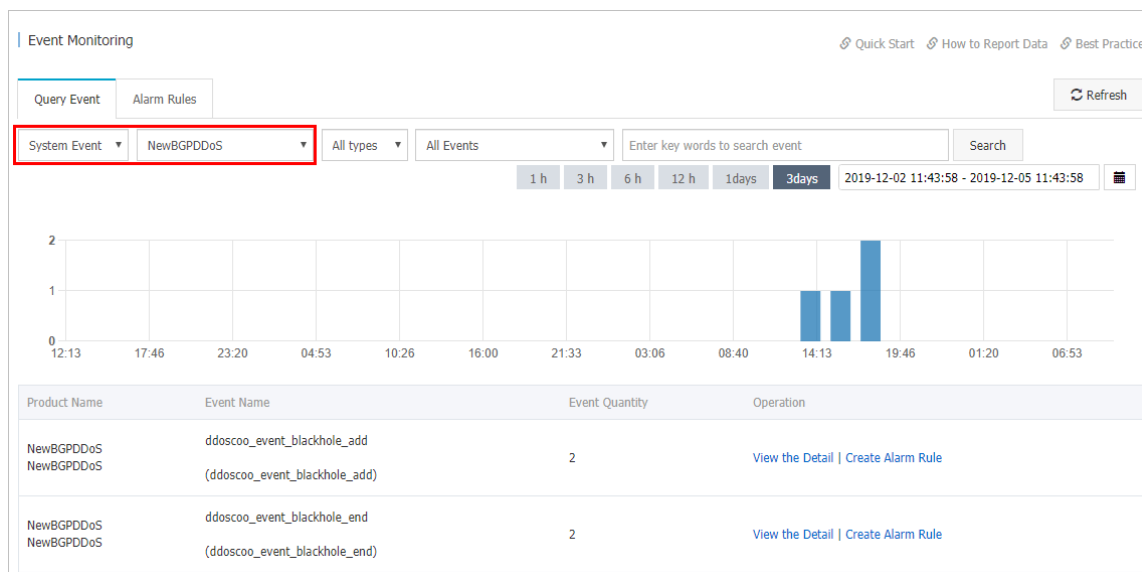 Event Monitoring
Quick Start How to Report Data Best Practice
Query Event Alarm Rules Refresh
System Event NewBGPDDoS All types All Events Enter key words to search event Search
1 h 3 h 6 h 12 h 1days 3days 2019-12-02 11:43:58 - 2019-12-05 11:43:58
2
1
0
12:13 17:46 23:20 04:53 10:26 16:00 21:33 03:06 08:40 14:13 19:46 01:20 06:53
Product Name Event Name Event Quantity Operation
ddoscoo_event_blackhole_add
NewBGPDDoS
NewBGPDDoS
2 View the Detail | Create Alarm Rule
(ddoscoo_event_blackhole_add)
ddoscoo_event_blackhole_end
NewBGPDDoS
NewBGPDDoS
2 View the Detail | Create Alarm Rule
(ddoscoo_event_blackhole_end)